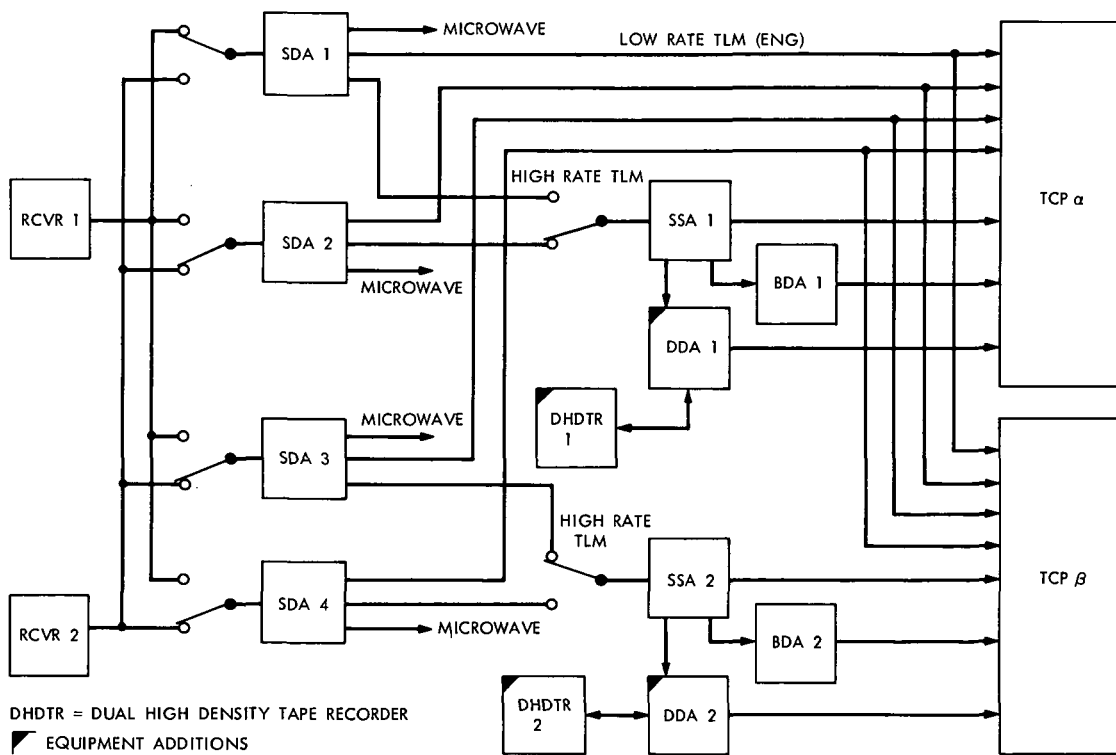 MICROWAVE
SDA 1
LOW RATE TLM (ENG)
HIGH RATE TLM
RCVR 1
SDA 2
MICROWAVE
SSA 1
TCP α
BDA 1
DDA 1
DHDTR
1
MICROWAVE
SDA 3
HIGH RATE
TLM
SSA 2
TCP β
SDA 4
MICROWAVE
RCVR 2
BDA 2
DHDTR
2
DDA 2
DHDTR = DUAL HIGH DENSITY TAPE RECORDER
EQUIPMENT ADDITIONS